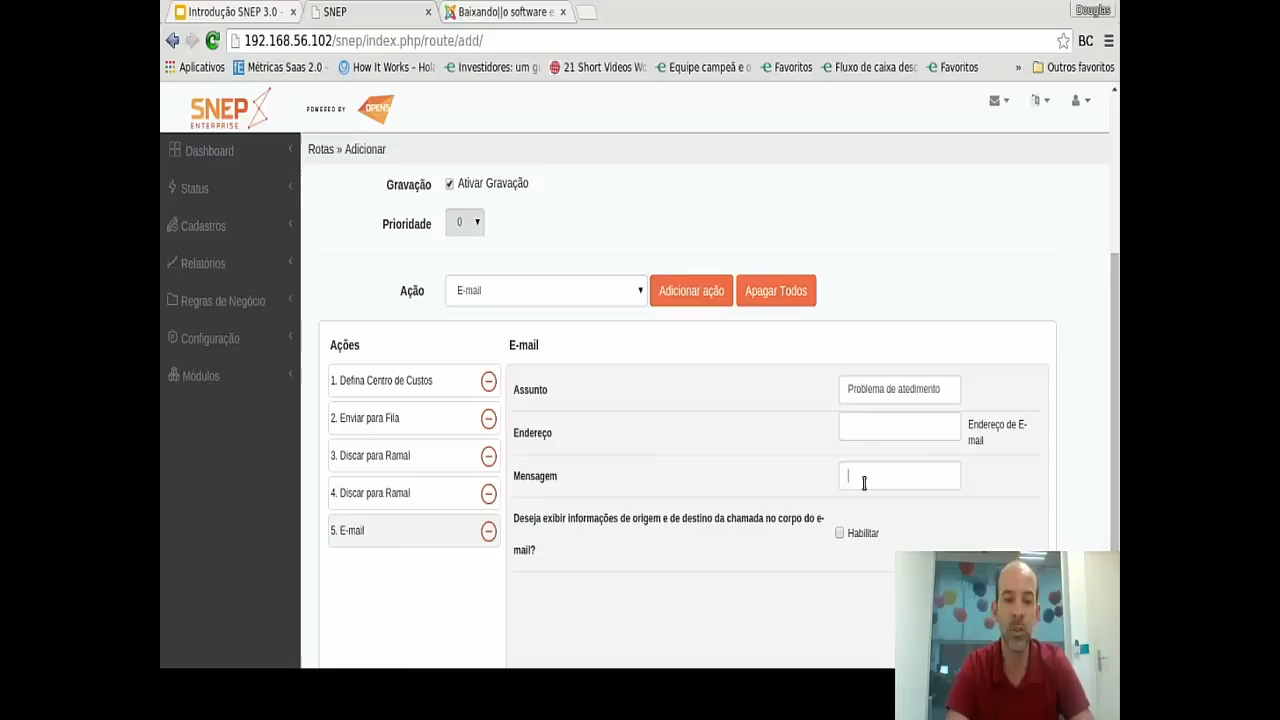 Introdução SNEP 3.0 -
SNEP
Baixando||o software e
Douglas
192.168.56.102/snep/index.php/route/add/
BC
Aplicativos
Métricas Saas 2.0 -
How It Works – Hol
Investidores: um g
21 Short Videos W
Equipe campeã e o
Favoritos
Fluxo de caixa desc
Favoritos
»
Outros favoritos
SNEP
ENTERPRISE
POWERED BY
OPENS
Dashboard
Status
Cadastros
Relatórios
Regras de Negócio
Configuração
Módulos
Rotas » Adicionar
Gravação
Ativar Gravação
Prioridade
0
Ação
E-mail
Adicionar ação
Apagar Todos
Ações
E-mail
1. Defina Centro de Custos
2. Enviar para Fila
3. Discar para Ramal
4. Discar para Ramal
5. E-mail
Assunto
Problema de atedimento
Endereço
Endereço de E-
mail
Mensagem
Deseja exibir informações de origem e de destino da chamada no corpo do e-
mail?
Habilitar